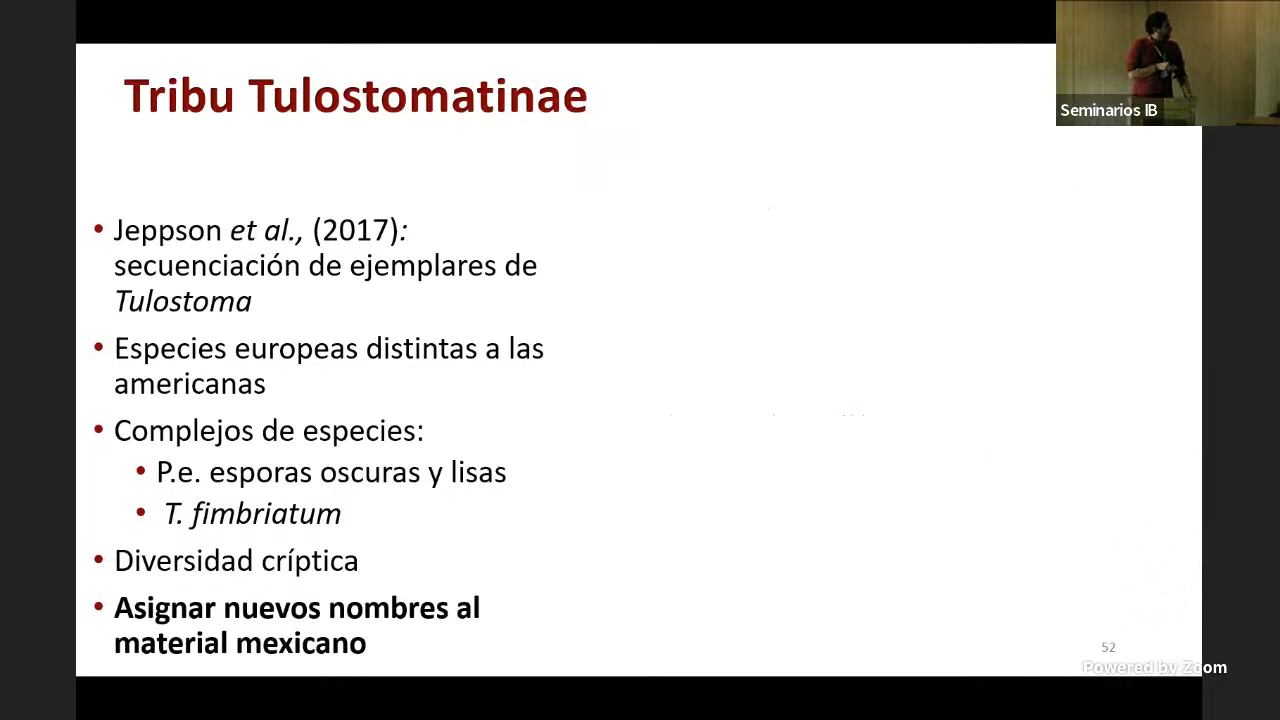 Tribu Tulostomatinae
Seminarios IB
• Jeppson et al., (2017):
secuenciación de ejemplares de
Tulostoma
• Especies europeas distintas a las
americanas
• Complejos de especies:
• P.e. esporas oscuras y lisas
• T. fimbriatum
• Diversidad críptica
• Asignar nuevos nombres al
material mexicano
52
Powered by Zoom